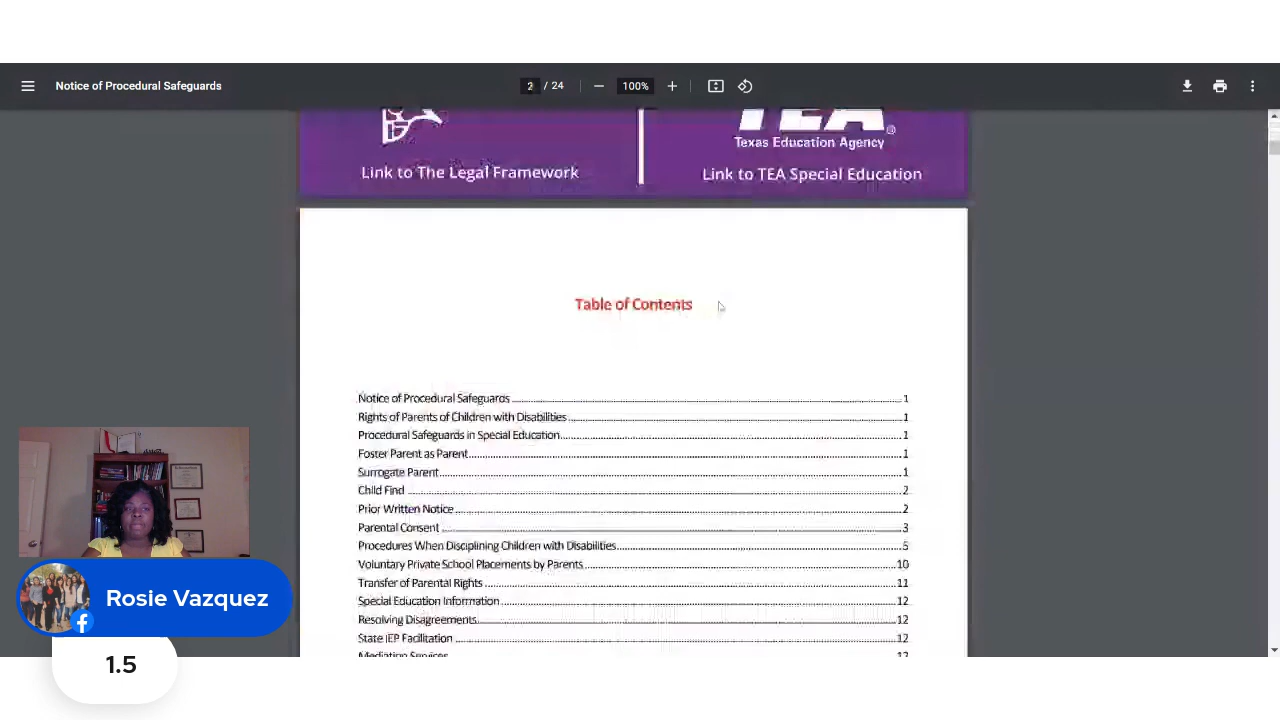 Notice of Procedural Safeguards
2 / 24
100%
TEA
Texas Education Agency
Link to The Legal Framework
Link to TEA Special Education
Table of Contents
Notice of Procedural Safeguards 1
Rights of Parents of Children with Disabilities 1
Procedural Safeguards in Special Education 1
Foster Parent as Parent 1
Surrogate Parent 1
Child Find 2
Prior Written Notice 2
Parental Consent 3
Procedures When Disciplining Children with Disabilities 5
Voluntary Private School Placements by Parents 10
Transfer of Parental Rights 11
Special Education Information 12
Resolving Disagreements 12
State IEP Facilitation 12
Mediation Services 12
Rosie Vazquez
1.5